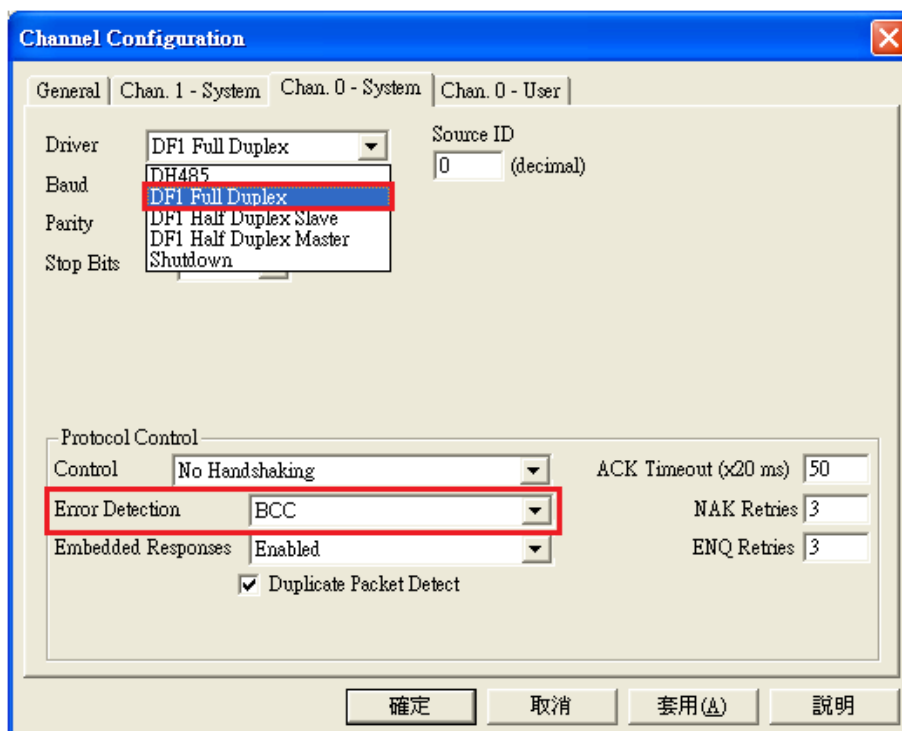 Channel Configuration
General
Chan. 1 - System
Chan. 0 - System
Chan. 0 - User
Driver
DF1 Full Duplex
Source ID
0
(decimal)
DH485
DF1 Full Duplex
DF1 Half Duplex Slave
DF1 Half Duplex Master
Shutdown
Baud
Parity
Stop Bits
Protocol Control
Control
No Handshaking
ACK Timeout (x20 ms)
50
Error Detection
BCC
NAK Retries
3
Embedded Responses
Enabled
ENQ Retries
3
Duplicate Packet Detect
確定
取消
套用(A)
說明